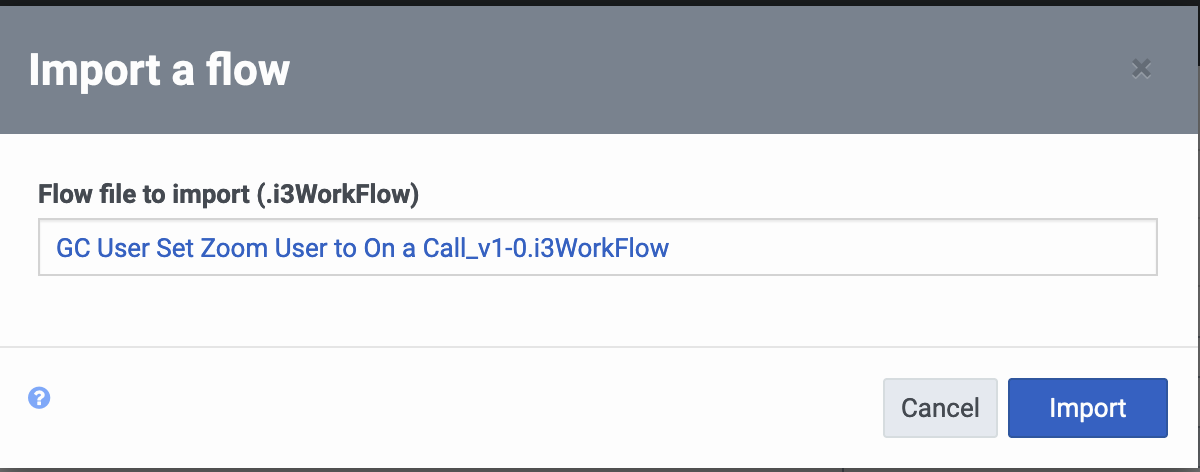 Import a flow
Flow file to import (.i3WorkFlow)
GC User Set Zoom User to On a Call_v1-0.i3WorkFlow
?
Cancel
Import